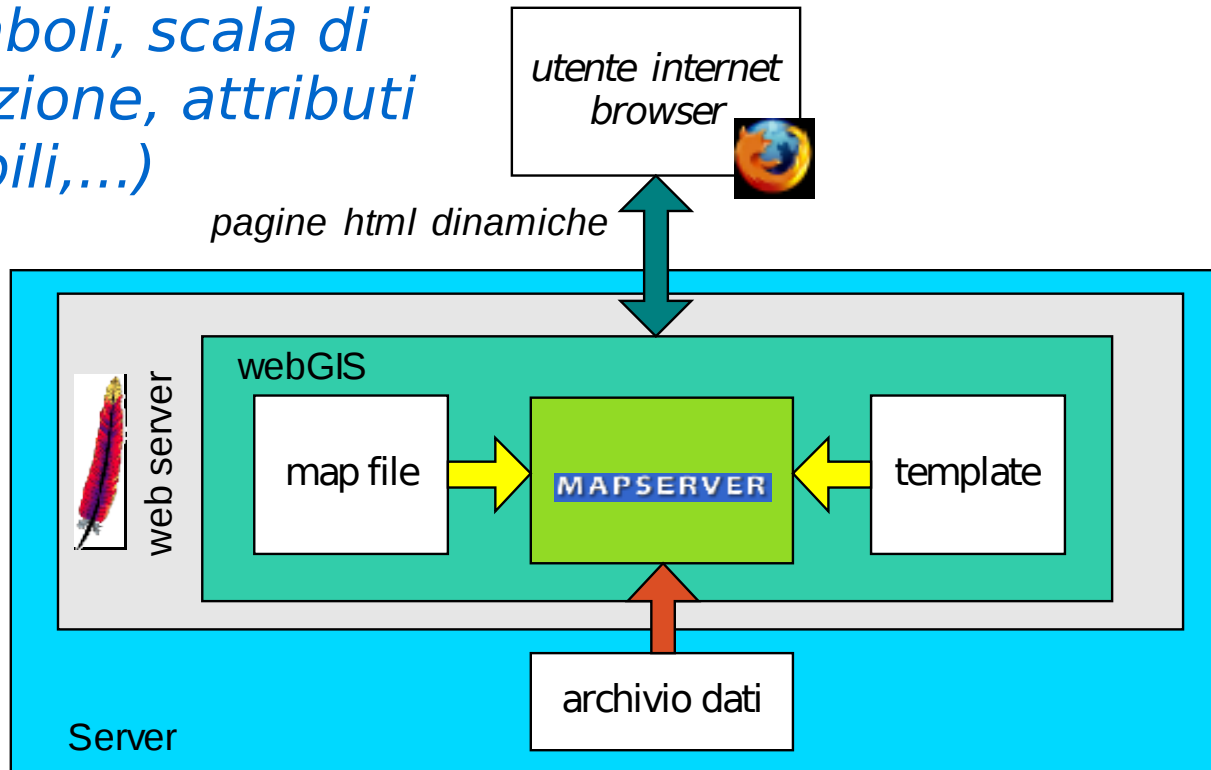 boli, scala di
zione, attributi
bili,...)
utente internet
browser
pagine html dinamiche
webGIS
web server
map file
MAPSERVER
template
archivio dati
Server